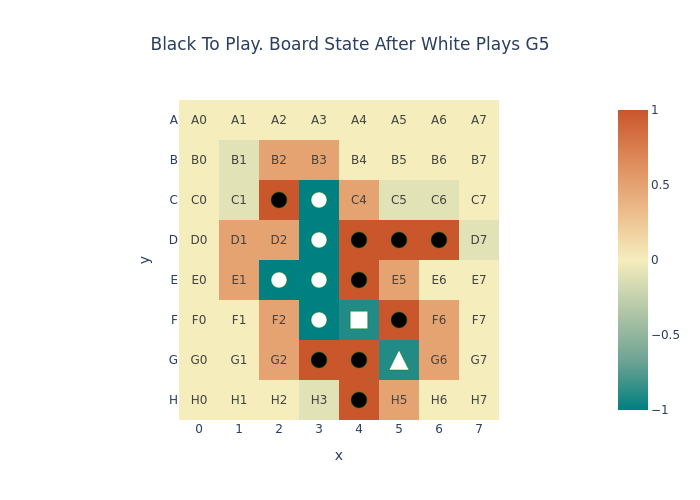 Black To Play. Board State After White Plays G5
A A0 A1 A2 A3 A4 A5 A6 A7
B B0 B1 B2 B3 B4 B5 B6 B7
C C0 C1 C4 C5 C6 C7
D D0 D1 D2 D7
E E0 E1 E5 E6 E7
F F0 F1 F2 F6 F7
G G0 G1 G2 G6 G7
H H0 H1 H2 H3 H5 H6 H7
0 1 2 3 4 5 6 7
x
y
1
0.5
0
−0.5
−1